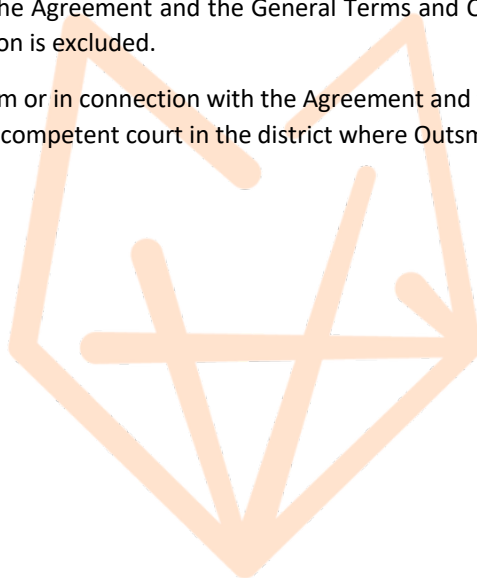 he Agreement and the General Terms and
on is excluded.
m or in connection with the Agreement and
competent court in the district where Outsm